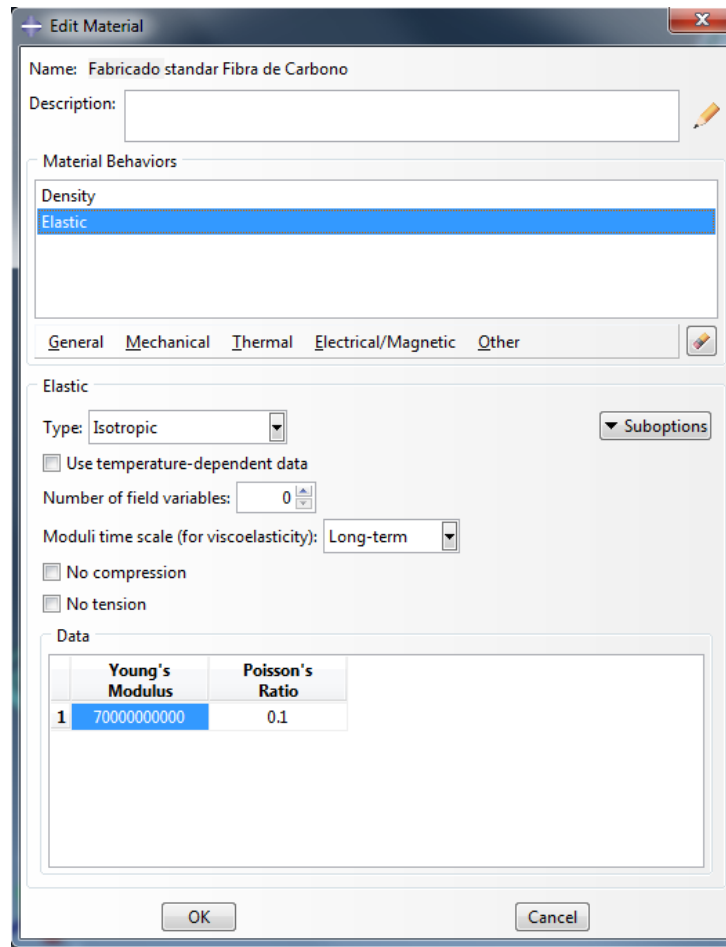 Edit Material
Name: Fabricado standar Fibra de Carbono
Description:
Material Behaviors
Density
Elastic
General Mechanical Thermal Electrical/Magnetic Other
Elastic
Type: Isotropic
Suboptions
Use temperature-dependent data
Number of field variables: 0
Moduli time scale (for viscoelasticity): Long-term
No compression
No tension
Data
Young's Poisson's
Modulus Ratio
1 70000000000 0.1
OK Cancel